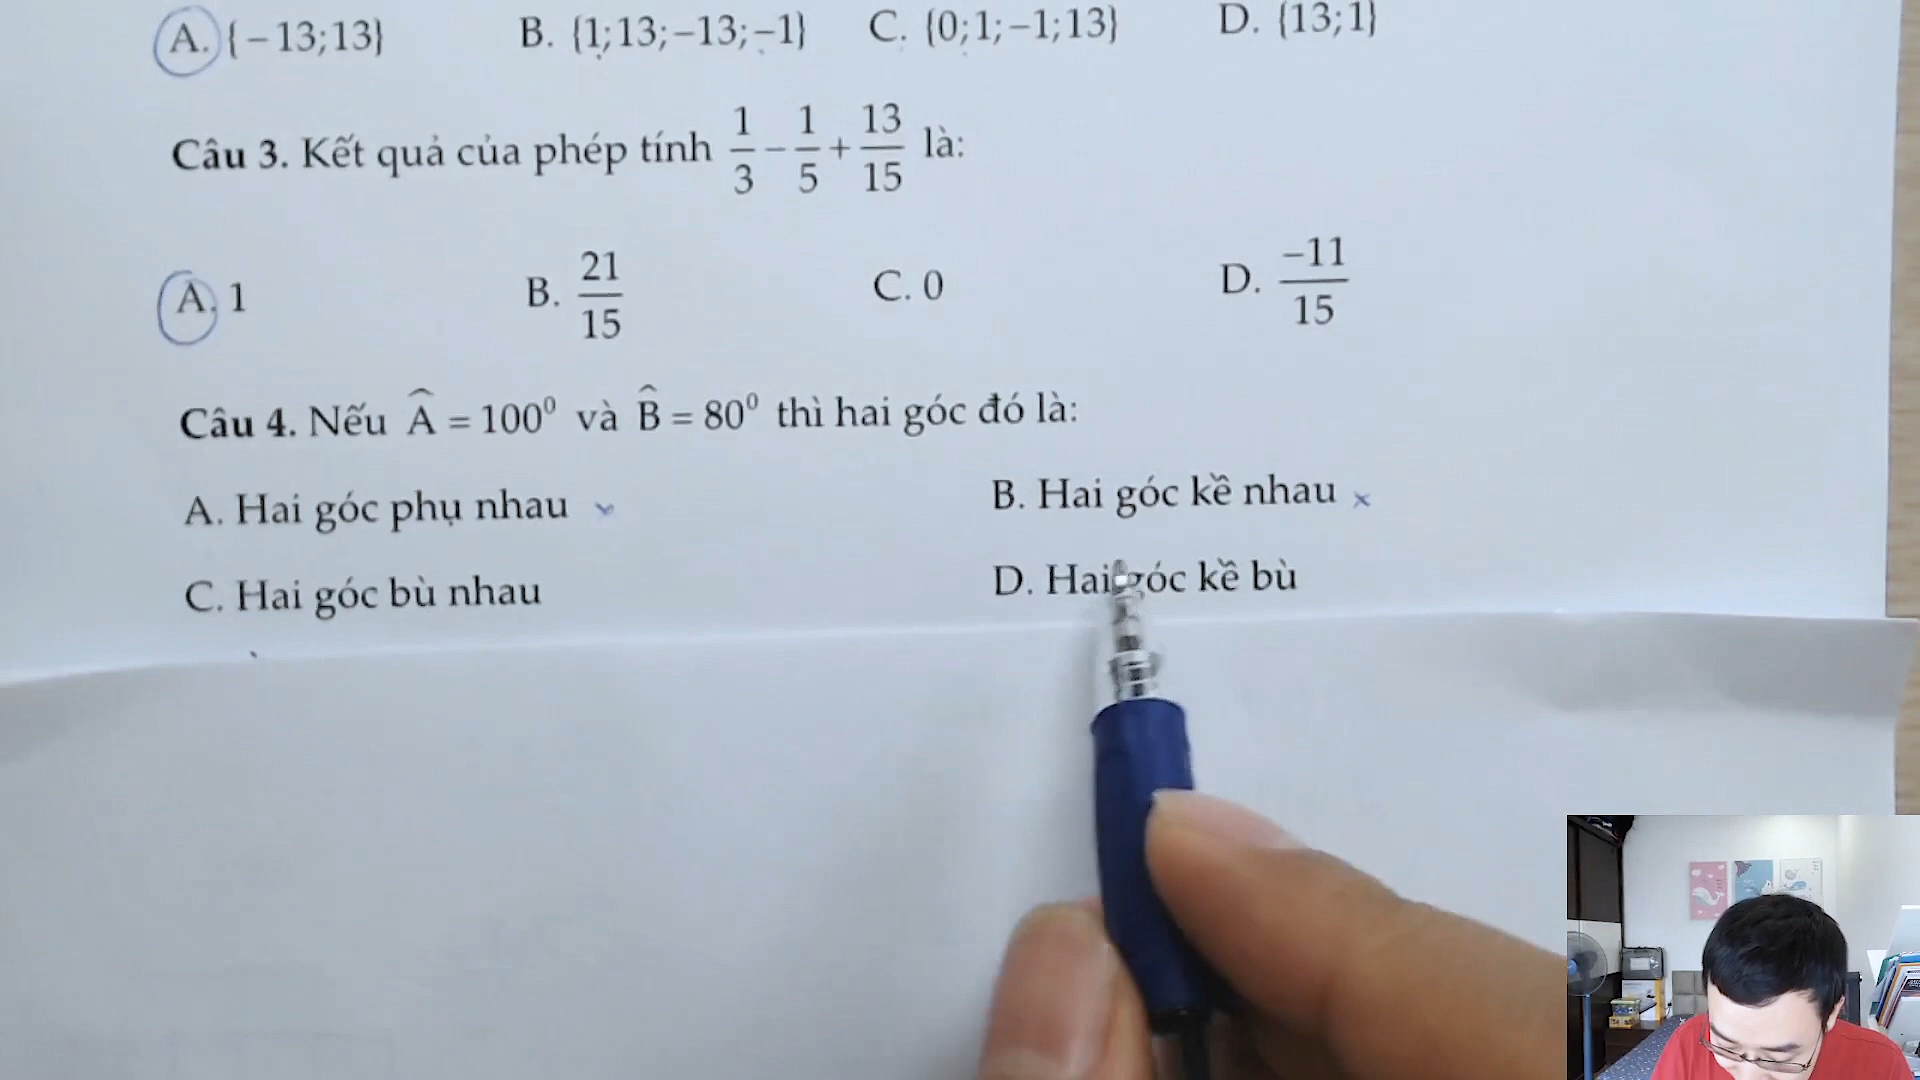 A. {−13;13} B. {1;13;−13;−1} C. {0;1;−1;13} D. {13;1}
Câu 3. Kết quả của phép tính 1/3 − 1/5 + 13/15 là:
A. 1 B. 21/15 C. 0 D. −11/15
Câu 4. Nếu Â = 100⁰ và B̂ = 80⁰ thì hai góc đó là:
A. Hai góc phụ nhau B. Hai góc kề nhau
C. Hai góc bù nhau D. Hai góc kề bù